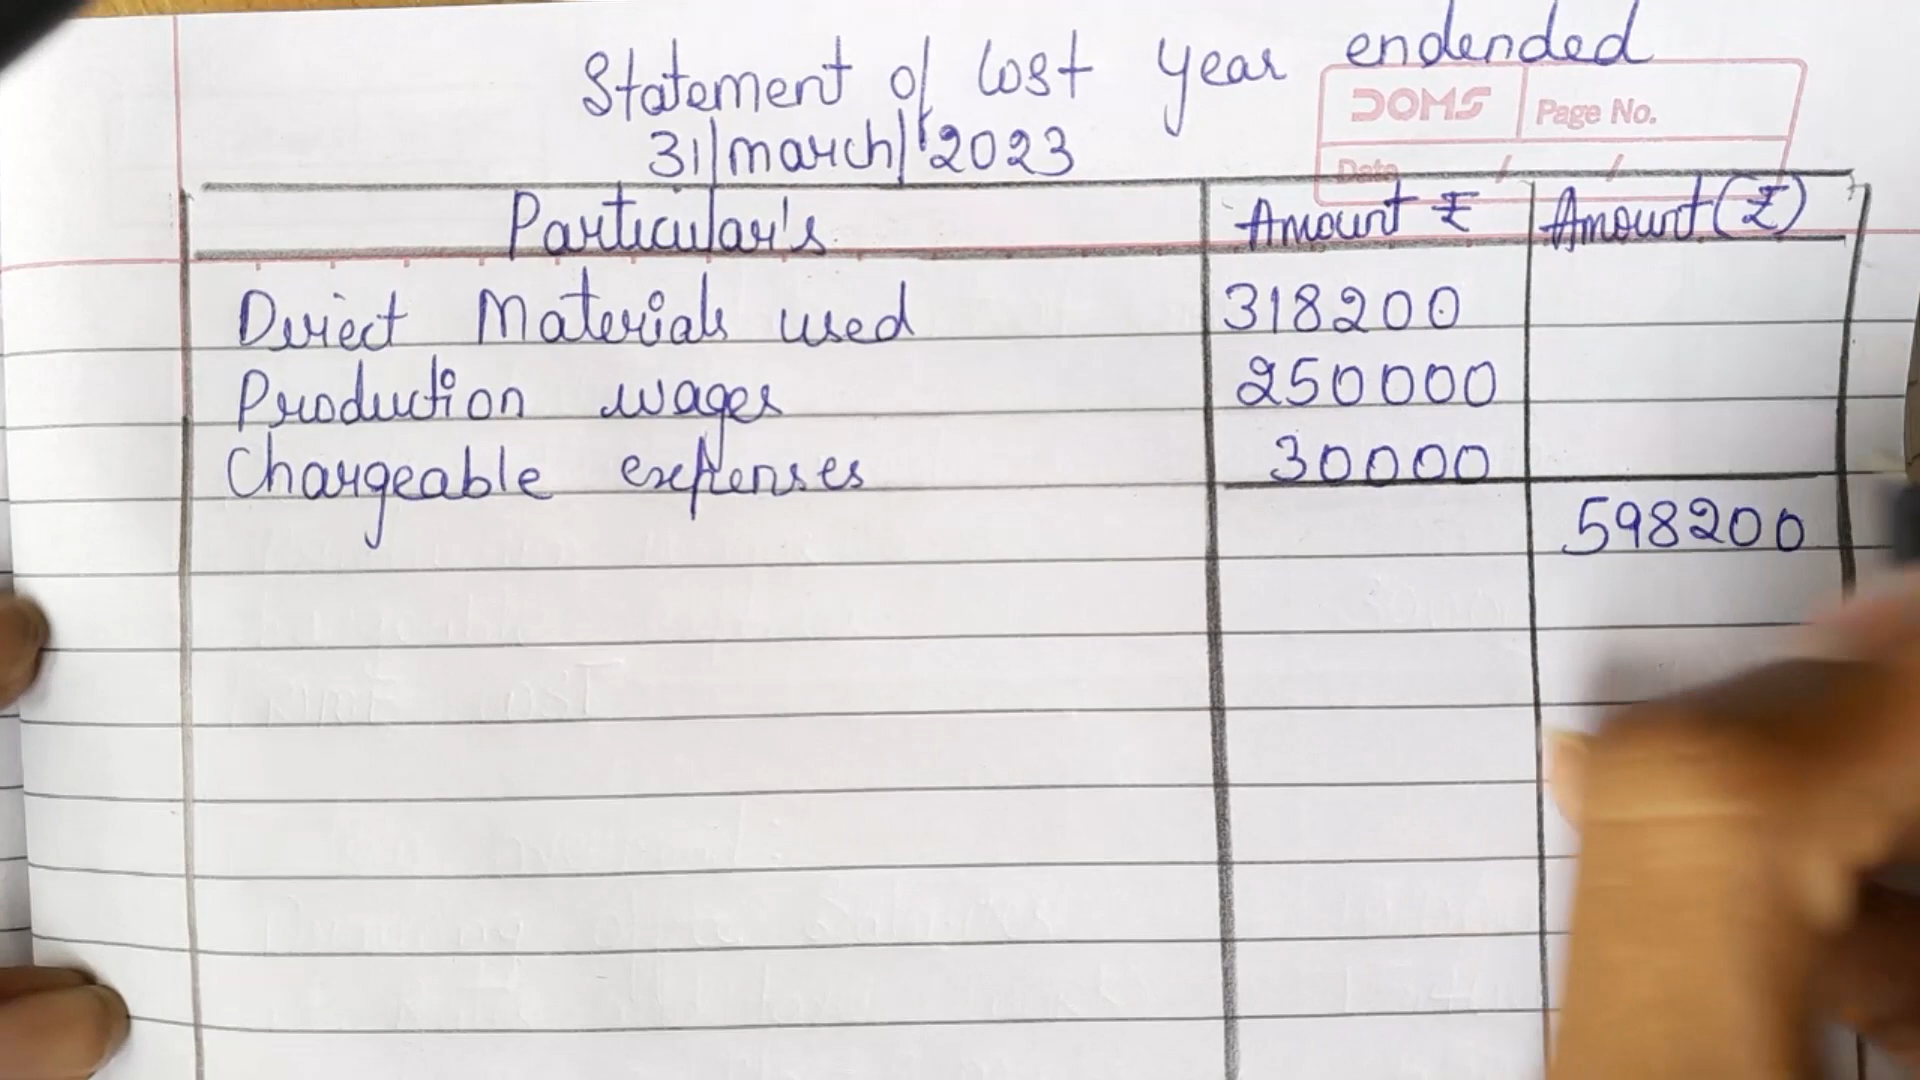 Statement of Cost year endended
31/march/2023
DOMS Page No.
Date / /
Particular's Amount ₹ Amount (₹)
Direct Materials used 318200
Production wages 250000
Chargeable expenses 30000
598200